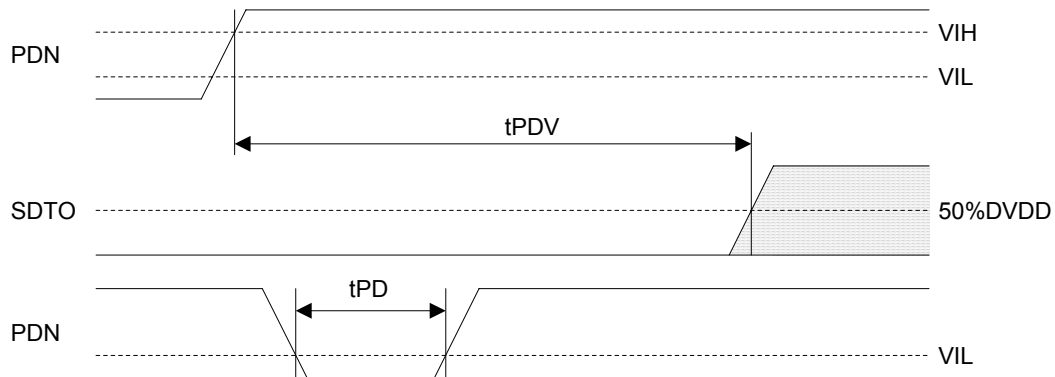 VIH
PDN
VIL
tPDV
SDTO
50%DVDD
tPD
PDN
VIL